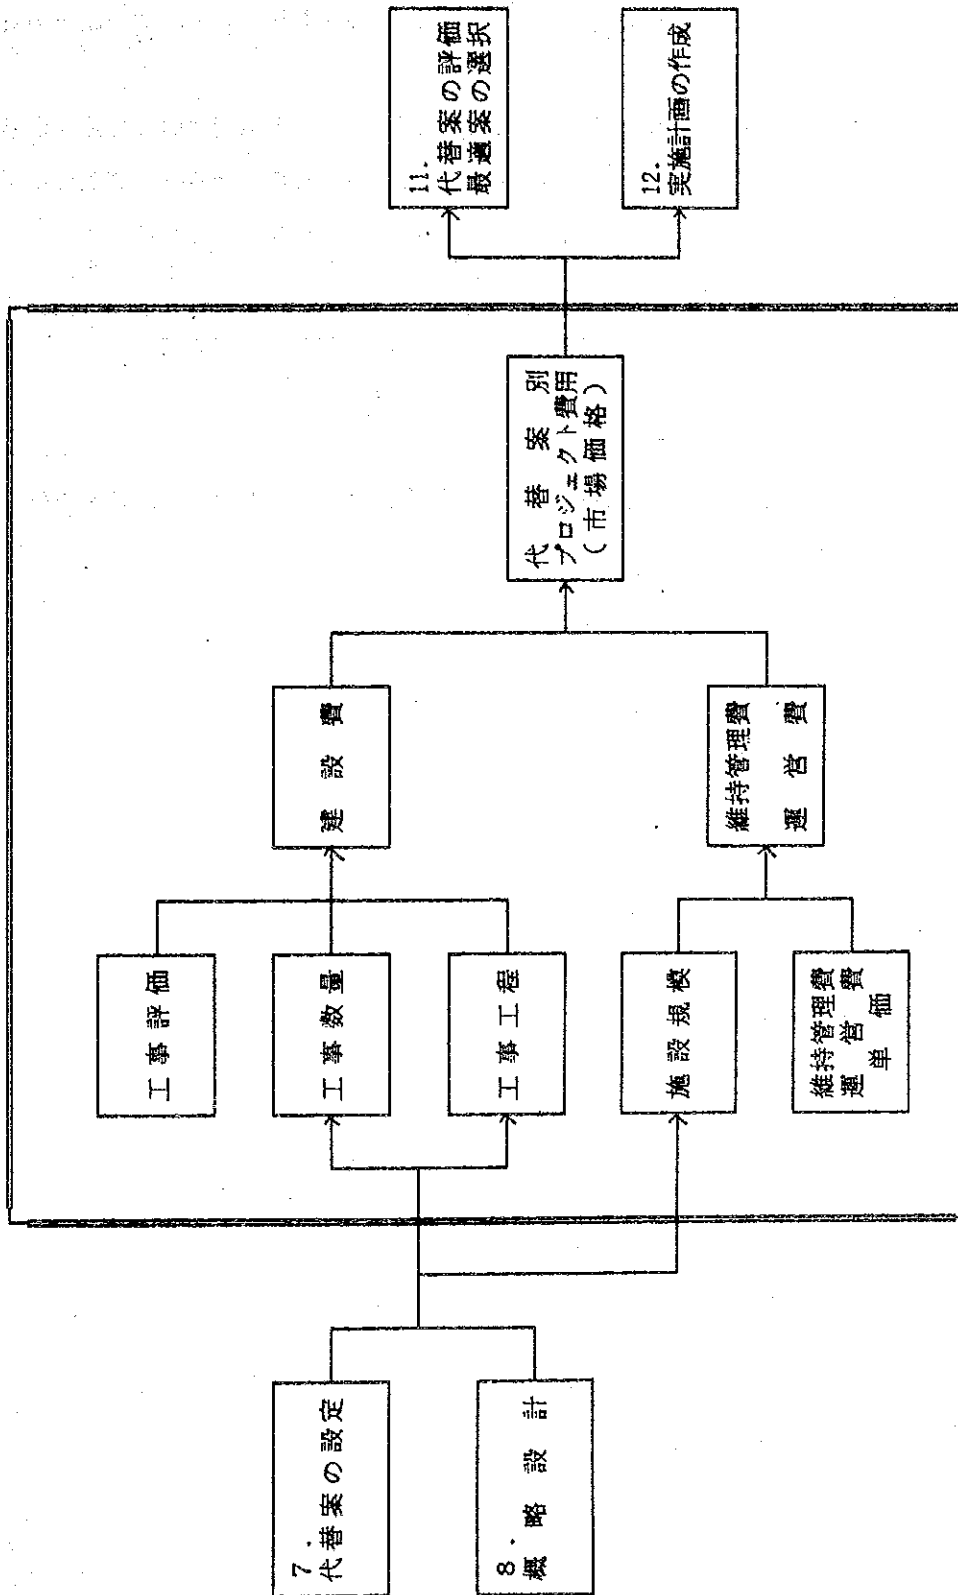 7.
代替案の設定
8.
概略設計
工事評価
工事数量
工事工程
施設規模
維持管理費
運営費
単価
建設費
維持管理費
運営費
代替案別
プロジェクト費用
(市場価格)
11.
代替案の評価
最適案の選択
12.
実施計画の作成